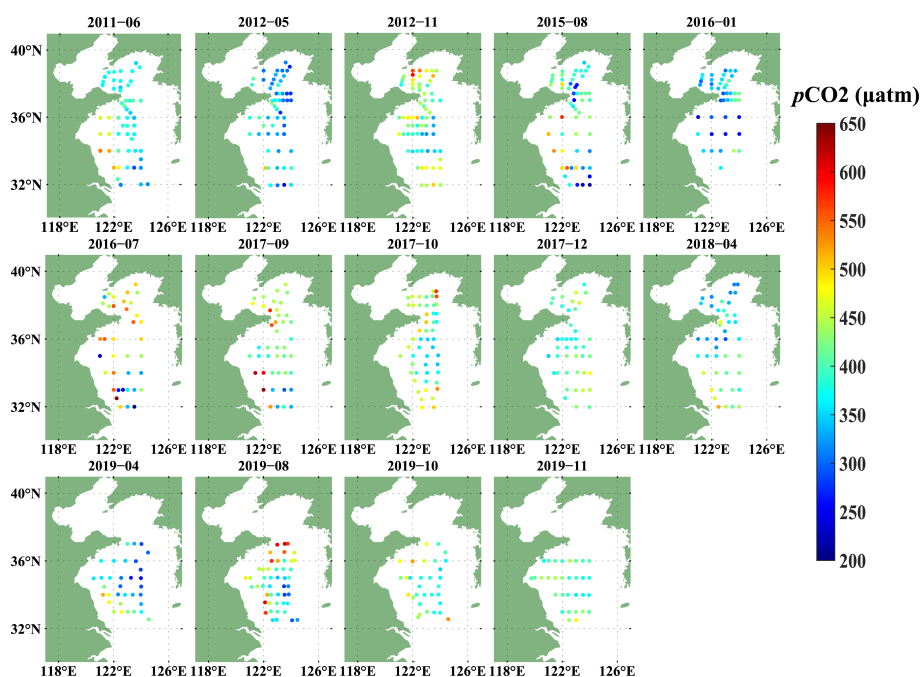 2011-06 2012-05 2012-11 2015-08 2016-01
40°N
36°N
32°N
118°E 122°E 126°E 118°E 122°E 126°E 118°E 122°E 126°E 118°E 122°E 126°E 118°E 122°E 126°E
2016-07 2017-09 2017-10 2017-12 2018-04
40°N
36°N
32°N
118°E 122°E 126°E 118°E 122°E 126°E 118°E 122°E 126°E 118°E 122°E 126°E 118°E 122°E 126°E
2019-04 2019-08 2019-10 2019-11
40°N
36°N
32°N
118°E 122°E 126°E 118°E 122°E 126°E 118°E 122°E 126°E 118°E 122°E 126°E
pCO2 (μatm)
650
600
550
500
450
400
350
300
250
200